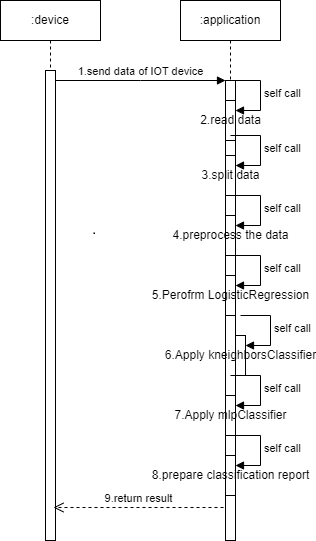 :device
:application
1.send data of IOT device
self call
2.read data
self call
3.split data
self call
4.preprocess the data
self call
5.Perofrm LogisticRegression
self call
6.Apply kneighborsClassifier
self call
7.Apply mlpClassifier
self call
8.prepare classification report
9.return result